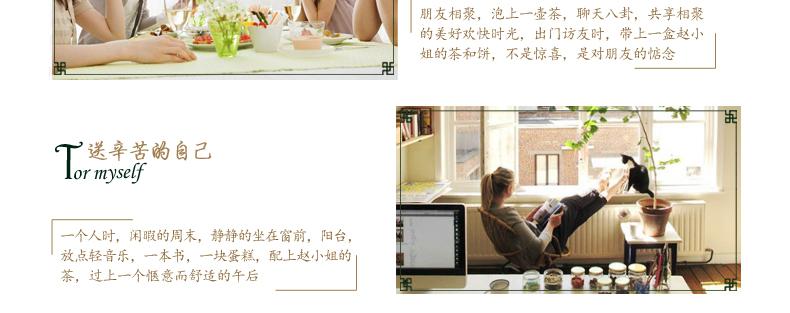 朋友相聚，泡上一壶茶，聊天八卦，共享相聚
的美好欢快时光，出门访友时，带上一盒赵小
姐的茶和饼，不是惊喜，是对朋友的惦念
送辛苦的自己
Tor myself
一个人时，闲暇的周末，静静的坐在窗前，阳台，
放点轻音乐，一本书，一块蛋糕，配上赵小姐的
茶，过上一个惬意而舒适的午后